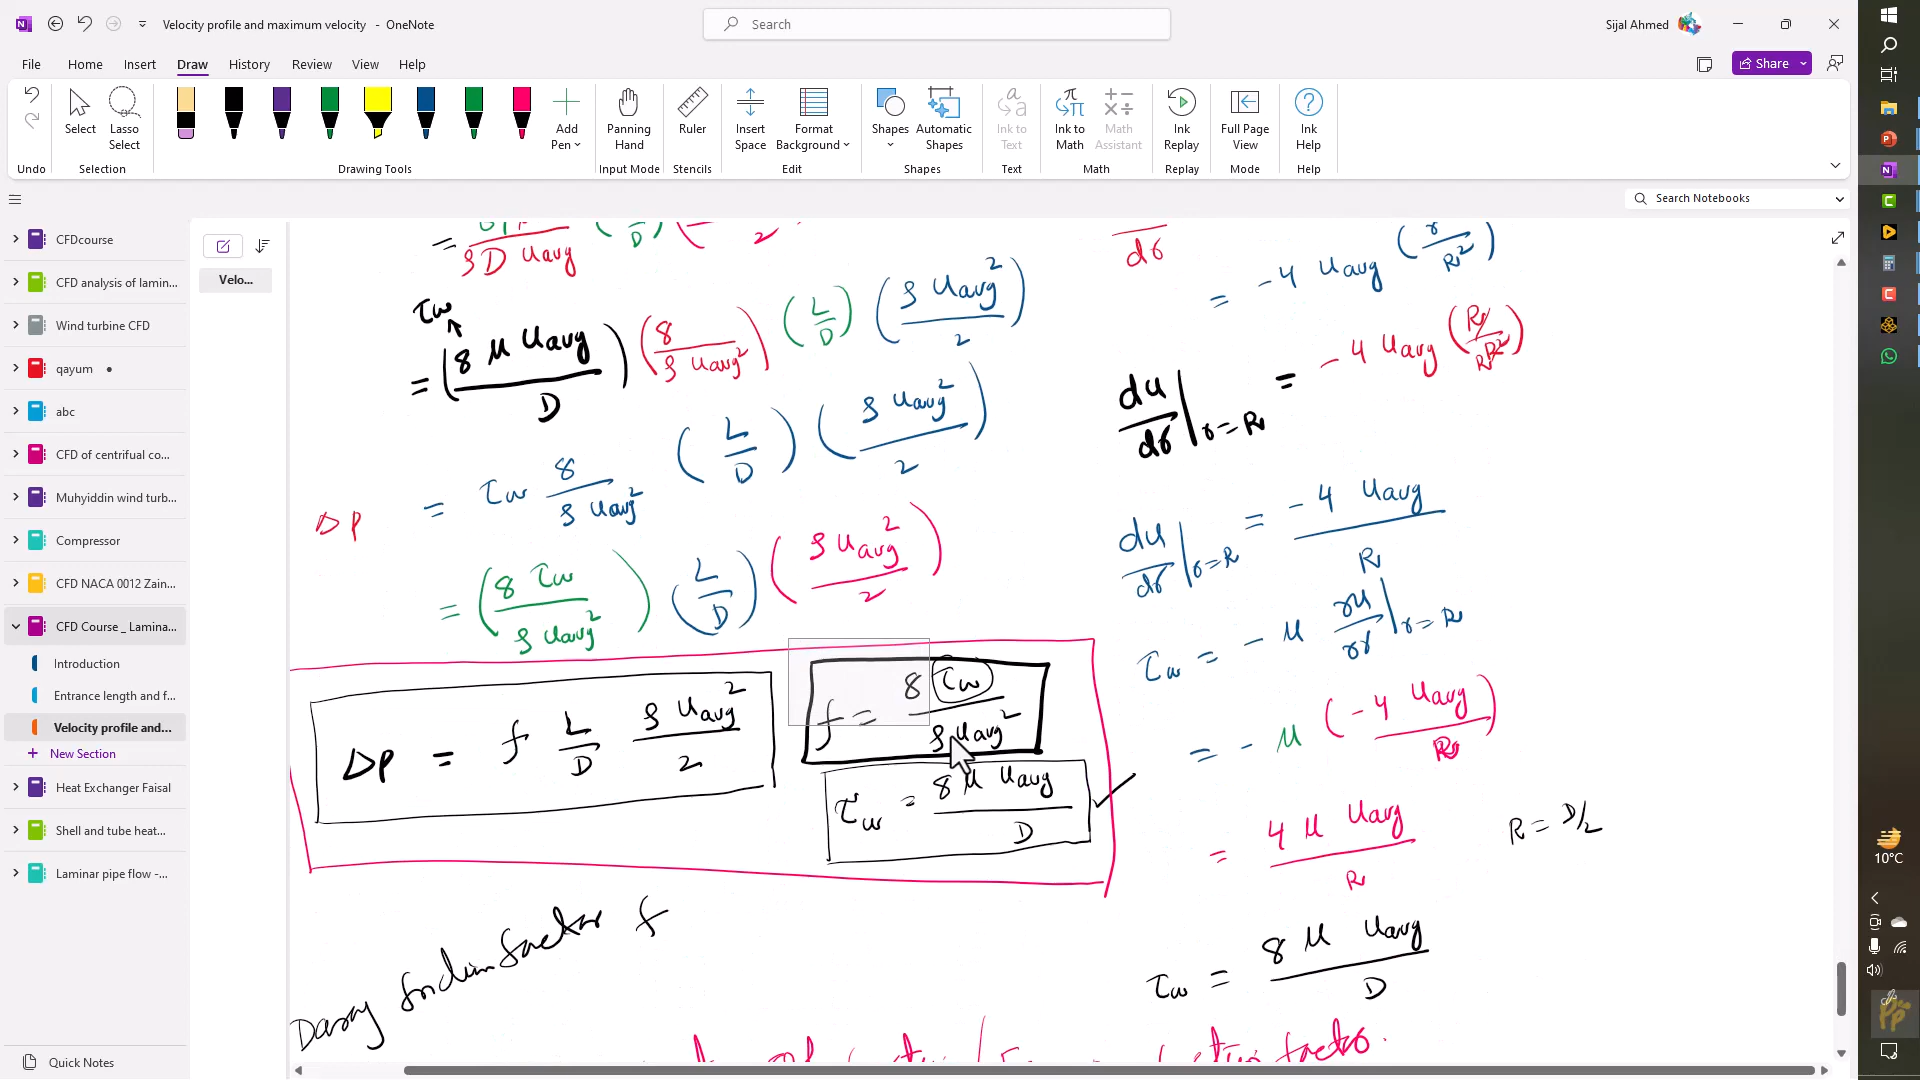 Velocity profile and maximum velocity - OneNote
Search
Sijal Ahmed
File Home Insert Draw History Review View Help
Share
Select
Lasso Select
Add Pen
Panning Hand
Ruler
Insert Space
Format Background
Shapes
Automatic Shapes
Ink to Text
Ink to Math
Math Assistant
Ink Replay
Full Page View
Ink Help
Undo Selection Drawing Tools Input Mode Stencils Edit Shapes Text Math Replay Mode Help
Search Notebooks
CFDcourse
CFD analysis of lamin...
Wind turbine CFD
qayum
abc
CFD of centrifual co...
Muhyiddin wind turb...
Compressor
CFD NACA 0012 Zain...
CFD Course _ Lamina...
Introduction
Entrance length and f...
Velocity profile and...
New Section
Heat Exchanger Faisal
Shell and tube heat...
Laminar pipe flow -...
Quick Notes
Velo...
ρ D Uavg
τw
= (8 μ Uavg / D) (8 / ρ Uavg²) (L/D) (ρ Uavg² / 2)
ΔP = τw 8 / ρ Uavg² (L/D) (ρ Uavg² / 2)
= (8 τw / ρ Uavg²) (L/D) (ρ Uavg² / 2)
ΔP = f L/D ρ Uavg² / 2
f = 8 τw / ρ Uavg²
τw = 8 μ Uavg / D
Darcy friction factor f
dr
= -4 Uavg (r / R²)
du/dr|r=R = -4 Uavg (R / R²)
du/dr|r=R = -4 Uavg / R
τw = - μ ∂u/∂r|r=R
= - μ (-4 Uavg / R)
= 4 μ Uavg / R
R = D/2
τw = 8 μ Uavg / D
10°C